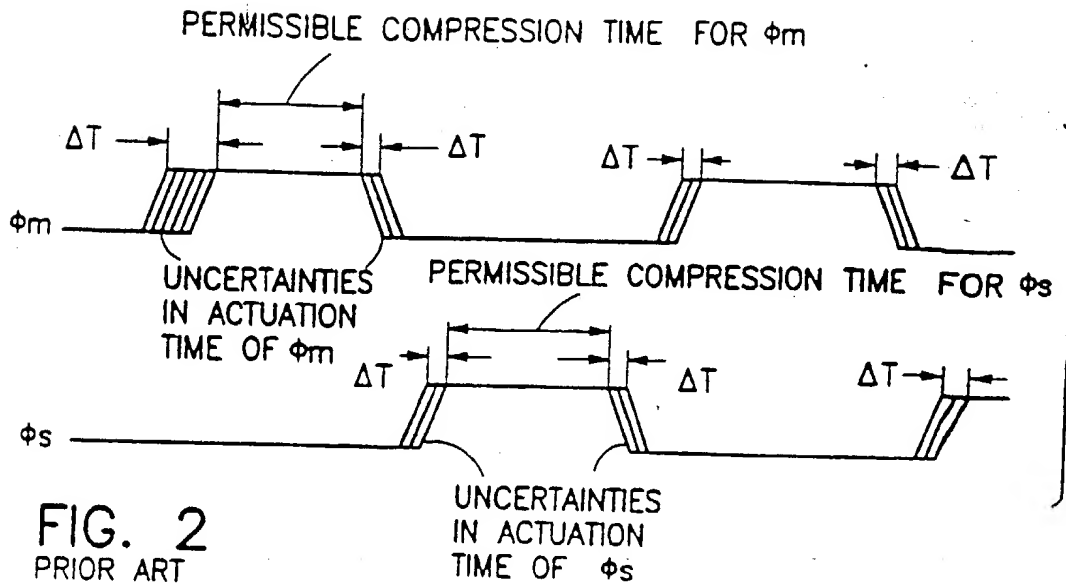 PERMISSIBLE COMPRESSION TIME FOR φm
ΔT
ΔT
ΔT
ΔT
φm
UNCERTAINTIES
IN ACTUATION
TIME OF φm
PERMISSIBLE COMPRESSION TIME FOR φs
ΔT
ΔT
ΔT
φs
UNCERTAINTIES
IN ACTUATION
TIME OF φs
FIG. 2
PRIOR ART